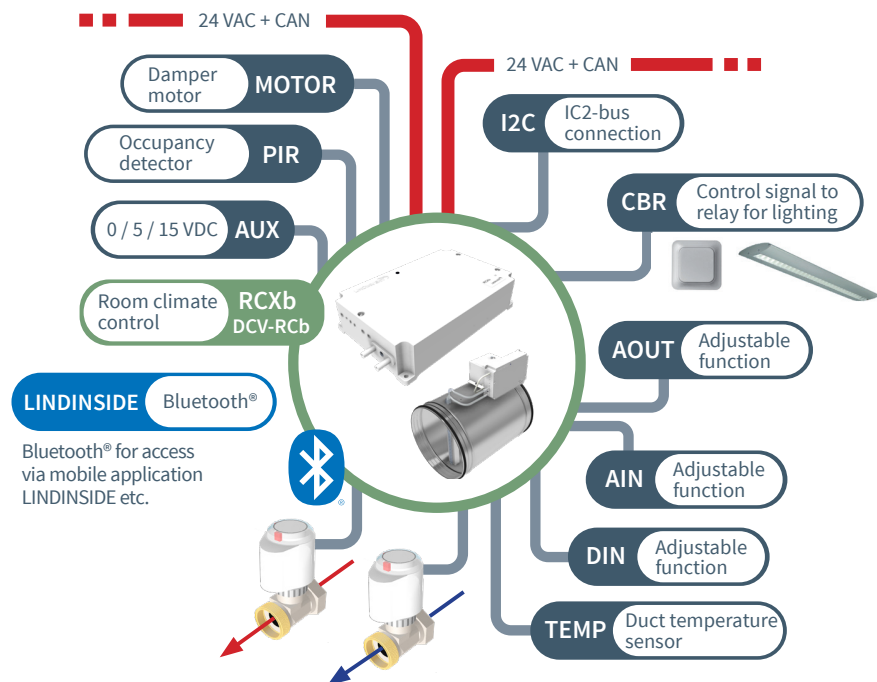 24 VAC + CAN
24 VAC + CAN
Damper
motor
MOTOR
I2C
IC2-bus
connection
Occupancy
detector
PIR
CBR
Control signal to
relay for lighting
0 / 5 / 15 VDC
AUX
Room climate
control
RCXb
DCV-RCb
AOUT
Adjustable
function
LINDINSIDE
Bluetooth®
Bluetooth® for access
via mobile application
LINDINSIDE etc.
®
AIN
Adjustable
function
DIN
Adjustable
function
TEMP
Duct temperature
sensor